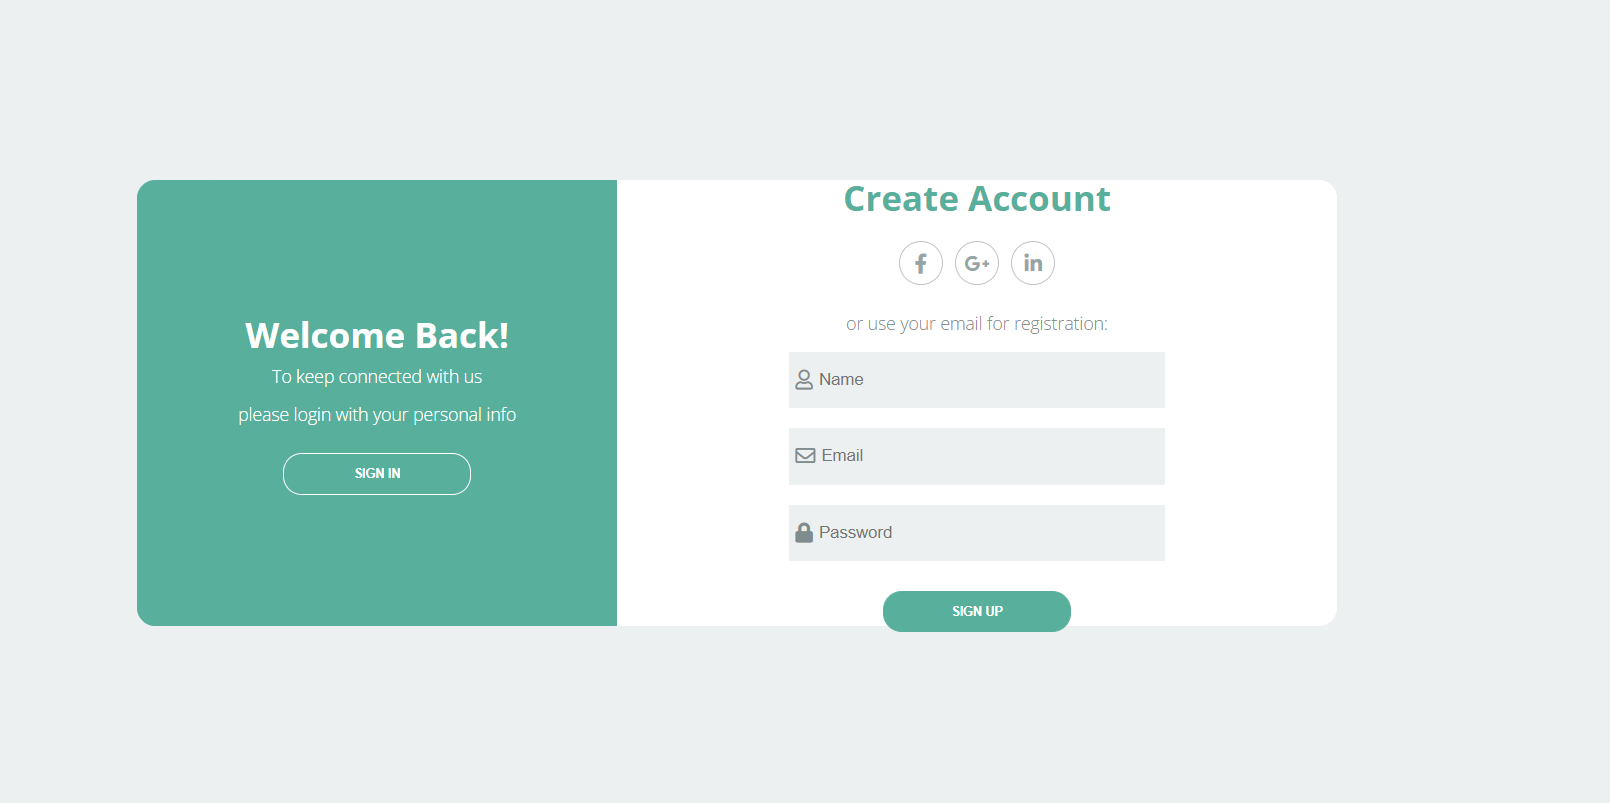 Welcome Back!
To keep connected with us
please login with your personal info
SIGN IN
Create Account
f G+ in
or use your email for registration:
Name
Email
Password
SIGN UP